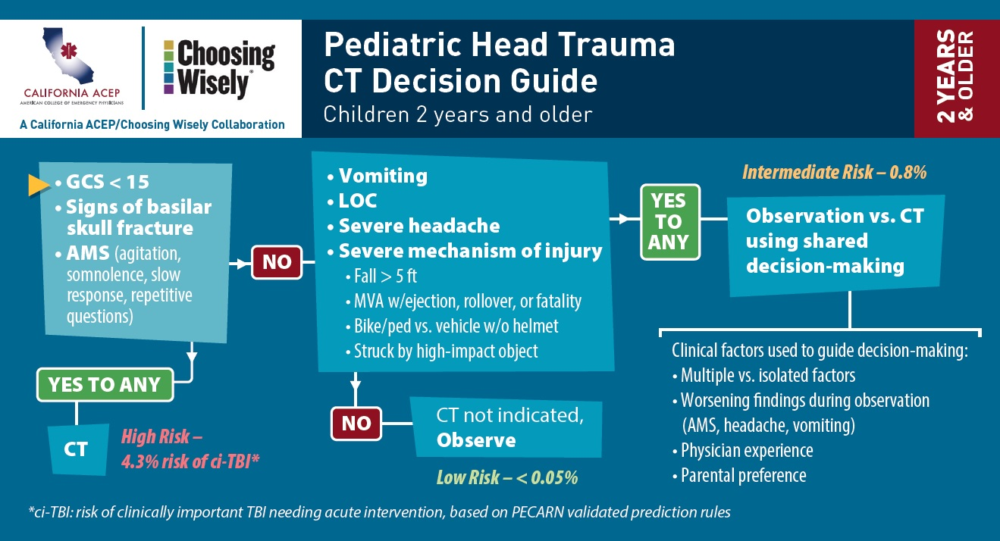 CALIFORNIA ACEP
AMERICAN COLLEGE OF EMERGENCY PHYSICIANS
Choosing
Wisely®
A California ACEP/Choosing Wisely Collaboration
Pediatric Head Trauma
CT Decision Guide
Children 2 years and older
2 YEARS
& OLDER
• GCS < 15
• Signs of basilar
skull fracture
• AMS (agitation,
somnolence, slow
response, repetitive
questions)
YES TO ANY
CT
High Risk –
4.3% risk of ci-TBI*
NO
• Vomiting
• LOC
• Severe headache
• Severe mechanism of injury
• Fall > 5 ft
• MVA w/ejection, rollover, or fatality
• Bike/ped vs. vehicle w/o helmet
• Struck by high-impact object
NO
CT not indicated,
Observe
Low Risk – < 0.05%
YES
TO
ANY
Intermediate Risk – 0.8%
Observation vs. CT
using shared
decision-making
Clinical factors used to guide decision-making:
• Multiple vs. isolated factors
• Worsening findings during observation
(AMS, headache, vomiting)
• Physician experience
• Parental preference
*ci-TBI: risk of clinically important TBI needing acute intervention, based on PECARN validated prediction rules